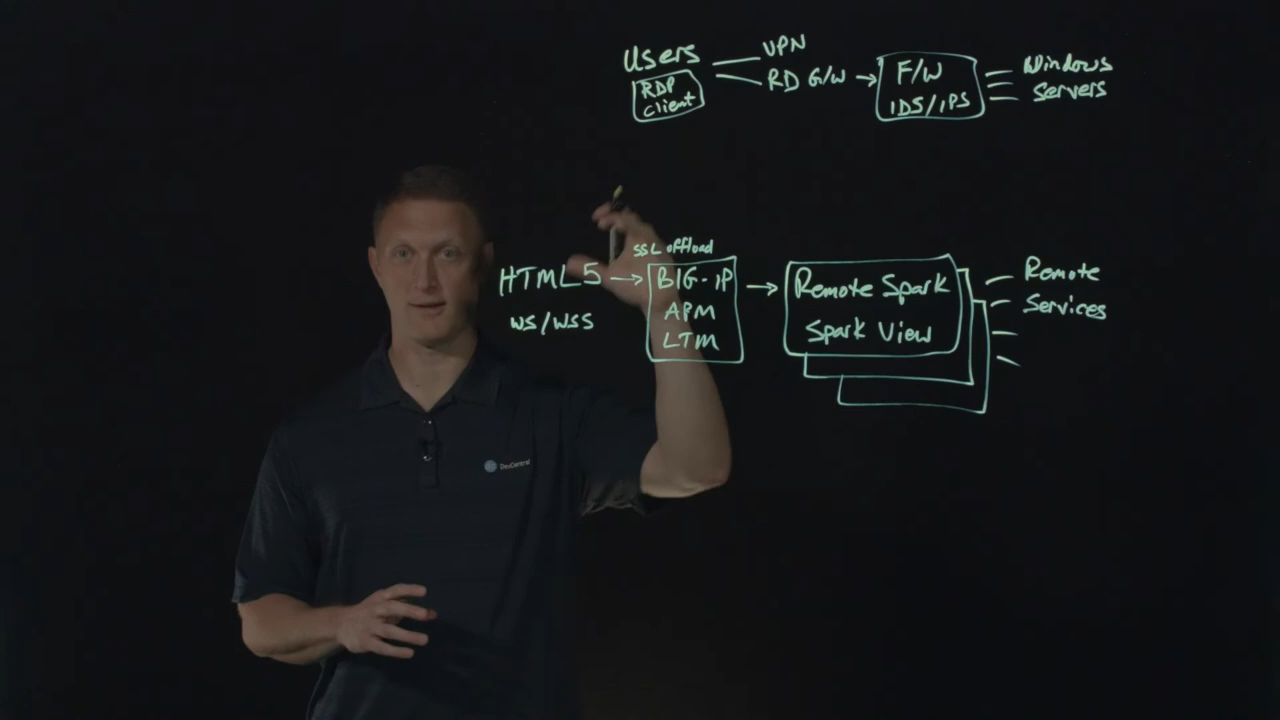 Users
RDP
client
VPN
RD G/W
F/W
IDS/IPS
Windows
Servers
HTML5
WS/WSS
SSL offload
BIG-IP
APM
LTM
Remote Spark
Spark View
Remote
Services
DevCentral